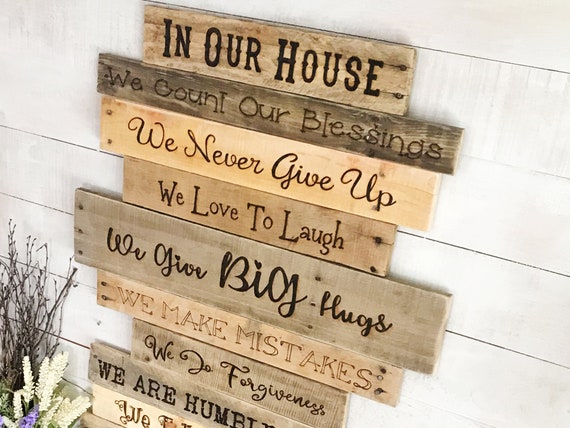 IN OUR HOUSE
We Count Our Blessings
We Never Give Up
We Love To Laugh
We Give BIG Hugs
WE MAKE MISTAKES
We Do Forgiveness
WE ARE HUMBLE
We